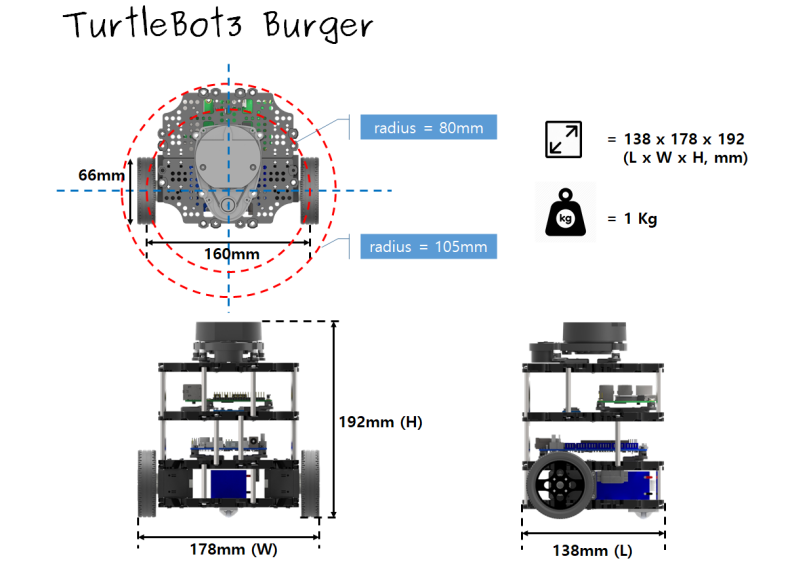 TurtleBot3 Burger
radius = 80mm
66mm
160mm
radius = 105mm
= 138 x 178 x 192
(L x W x H, mm)
kg
= 1 Kg
192mm (H)
178mm (W)
138mm (L)